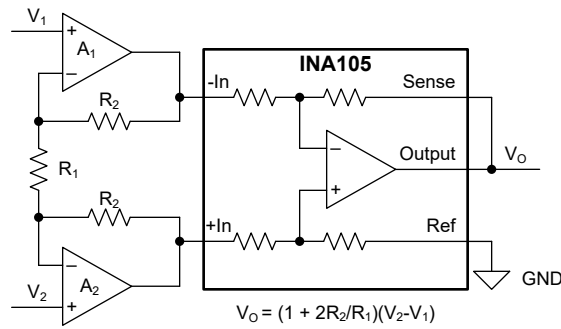 V1
A1
INA105
-In
Sense
R2
R1
Output
VO
R2
+In
Ref
A2
V2
GND
VO = (1 + 2R2/R1)(V2-V1)